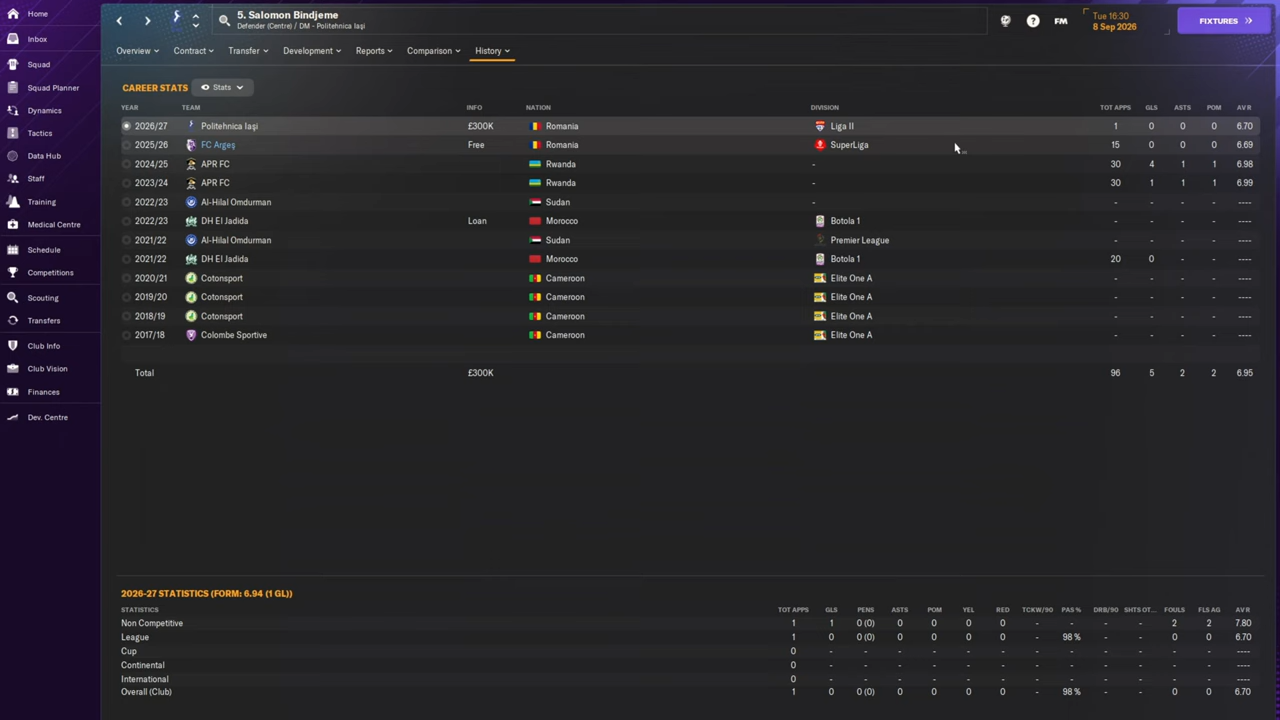 Home
Inbox
Squad
Squad Planner
Dynamics
Tactics
Data Hub
Staff
Training
Medical Centre
Schedule
Competitions
Scouting
Transfers
Club Info
Club Vision
Finances
Dev. Centre
5. Salomon Bindjeme
Defender (Centre) / DM - Politehnica Iaşi
? FM
Tue 16:30
8 Sep 2026
FIXTURES
Overview Contract Transfer Development Reports Comparison History
CAREER STATS Stats
YEAR TEAM INFO NATION DIVISION TOT APPS GLS ASTS POM AVR
2026/27 Politehnica Iaşi £300K Romania Liga II 1 0 0 0 6.70
2025/26 FC Argeş Free Romania SuperLiga 15 0 0 0 6.69
2024/25 APR FC Rwanda - 30 4 1 1 6.98
2023/24 APR FC Rwanda - 30 1 1 1 6.99
2022/23 Al-Hilal Omdurman Sudan - - - - - ----
2022/23 DH El Jadida Loan Morocco Botola 1 - - - - ----
2021/22 Al-Hilal Omdurman Sudan Premier League - - - - ----
2021/22 DH El Jadida Morocco Botola 1 20 0 - - ----
2020/21 Cotonsport Cameroon Elite One A - - - - ----
2019/20 Cotonsport Cameroon Elite One A - - - - ----
2018/19 Cotonsport Cameroon Elite One A - - - - ----
2017/18 Colombe Sportive Cameroon Elite One A - - - - ----
Total £300K 96 5 2 2 6.95
2026-27 STATISTICS (FORM: 6.94 (1 GL))
STATISTICS TOT APPS GLS PENS ASTS POM YEL RED TCKW/90 PAS % DRB/90 SHTS OT... FOULS FLS AG AVR
Non Competitive 1 1 0 (0) 0 0 0 0 - - - - 2 2 7.80
League 1 0 0 (0) 0 0 0 0 - 98 % - - 0 0 6.70
Cup 0 - - - - - - - - - - - - ----
Continental 0 - - - - - - - - - - - - ----
International 0 - - - - - - - - - - - - ----
Overall (Club) 1 0 0 (0) 0 0 0 0 - 98 % - - 0 0 6.70